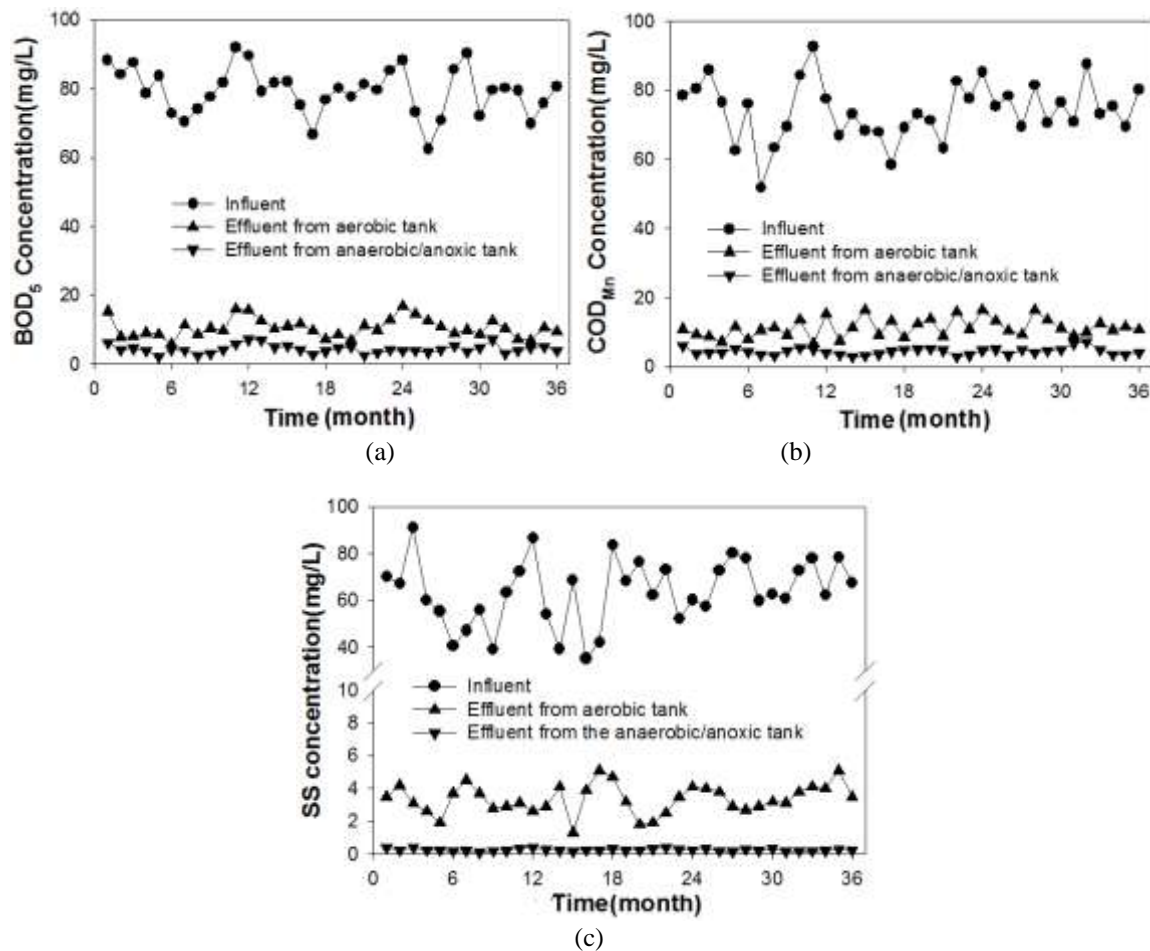 100
80
60
40
20
0
BOD5 Concentration(mg/L)
Influent
Effluent from aerobic tank
Effluent from anaerobic/anoxic tank
0 6 12 18 24 30 36
Time (month)
(a)
100
80
60
40
20
0
CODMn Concentration(mg/L)
Influent
Effluent from aerobic tank
Effluent from anaerobic/anoxic tank
0 6 12 18 24 30 36
Time (month)
(b)
100
80
60
40
10
8
6
4
2
0
SS concentration(mg/L)
Influent
Effluent from aerobic tank
Effluent from the anaerobic/anoxic tank
0 6 12 18 24 30 36
Time(month)
(c)